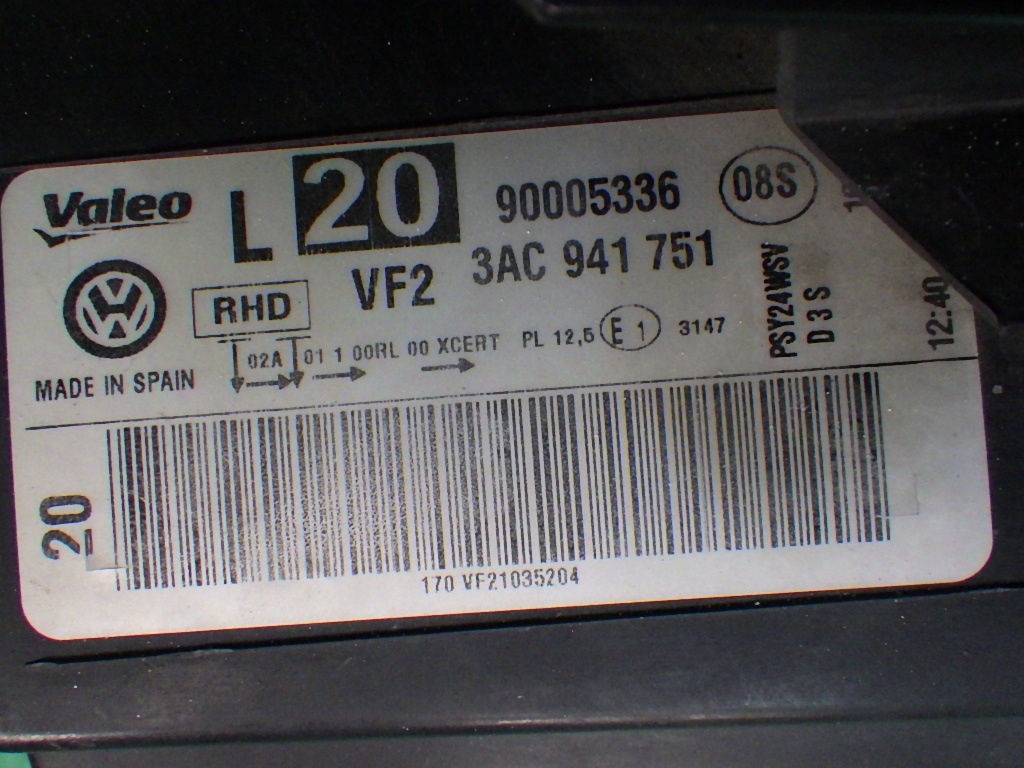 Valeo
L
20
90005336
08S
VF2
3AC 941 751
RHD
02A 01 1 00RL 00 XCERT PL 12,5 E 1 3147
MADE IN SPAIN
PSY24WSV
D3S
12:40
20
170 VF21035204